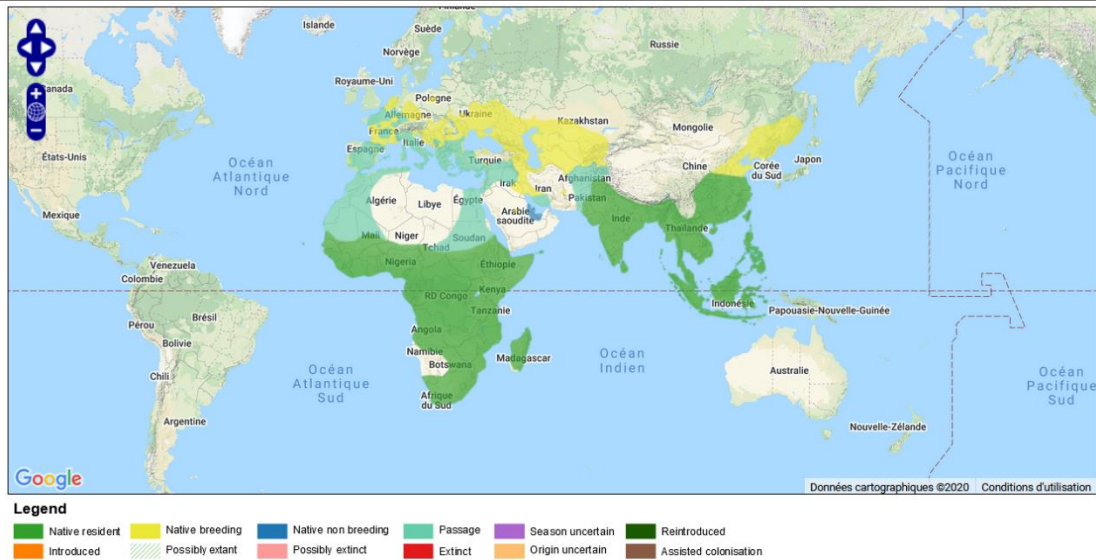 Islande
Finlande
Suède
Norvège
Russie
Canada
Royaume-Uni
Pologne
Allemagne
Ukraine
Kazakhstan
Mongolie
France
Italie
Espagne
Turquie
États-Unis
Océan
Atlantique
Nord
Chine
Corée
du Sud
Japon
Océan
Pacifique
Nord
Afghanistan
Irak
Iran
Pakistan
Algérie
Libye
Égypte
Arabie
saoudite
Inde
Mexique
Mali
Niger
Tchad
Soudan
Thaïlande
Nigeria
Éthiopie
Venezuela
Colombie
RD Congo
Kenya
Indonésie
Papouasie-Nouvelle-Guinée
Tanzanie
Pérou
Brésil
Angola
Bolivie
Namibie
Botswana
Madagascar
Océan
Indien
Océan
Atlantique
Sud
Chili
Australie
Océan
Pacifique
Sud
Afrique
du Sud
Argentine
Nouvelle-Zélande
Google
Données cartographiques ©2020 Conditions d'utilisation
Legend
Native resident Native breeding Native non breeding Passage Season uncertain Reintroduced
Introduced Possibly extant Possibly extinct Extinct Origin uncertain Assisted colonisation